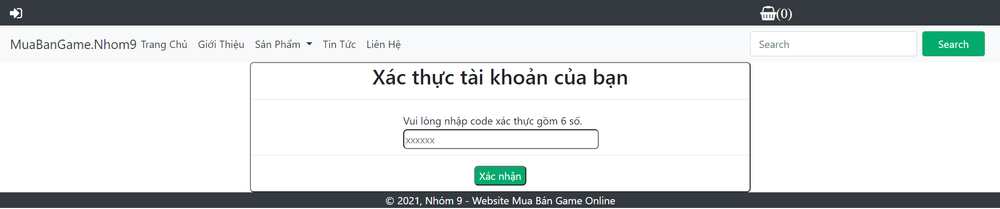 (0)
MuaBanGame.Nhom9 Trang Chủ Giới Thiệu Sản Phẩm Tin Tức Liên Hệ Search Search
Xác thực tài khoản của bạn
Vui lòng nhập code xác thực gồm 6 số.
xxxxxx
Xác nhận
© 2021, Nhóm 9 - Website Mua Bán Game Online